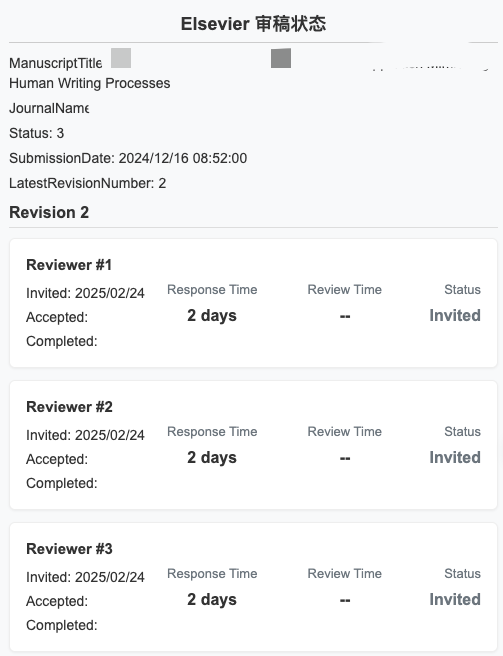 Elsevier 审稿状态
ManuscriptTitle
Human Writing Processes
JournalName
Status: 3
SubmissionDate: 2024/12/16 08:52:00
LatestRevisionNumber: 2
Revision 2
Reviewer #1
Invited: 2025/02/24
Accepted:
Completed:
Response Time
2 days
Review Time
--
Status
Invited
Reviewer #2
Invited: 2025/02/24
Accepted:
Completed:
Response Time
2 days
Review Time
--
Status
Invited
Reviewer #3
Invited: 2025/02/24
Accepted:
Completed:
Response Time
2 days
Review Time
--
Status
Invited